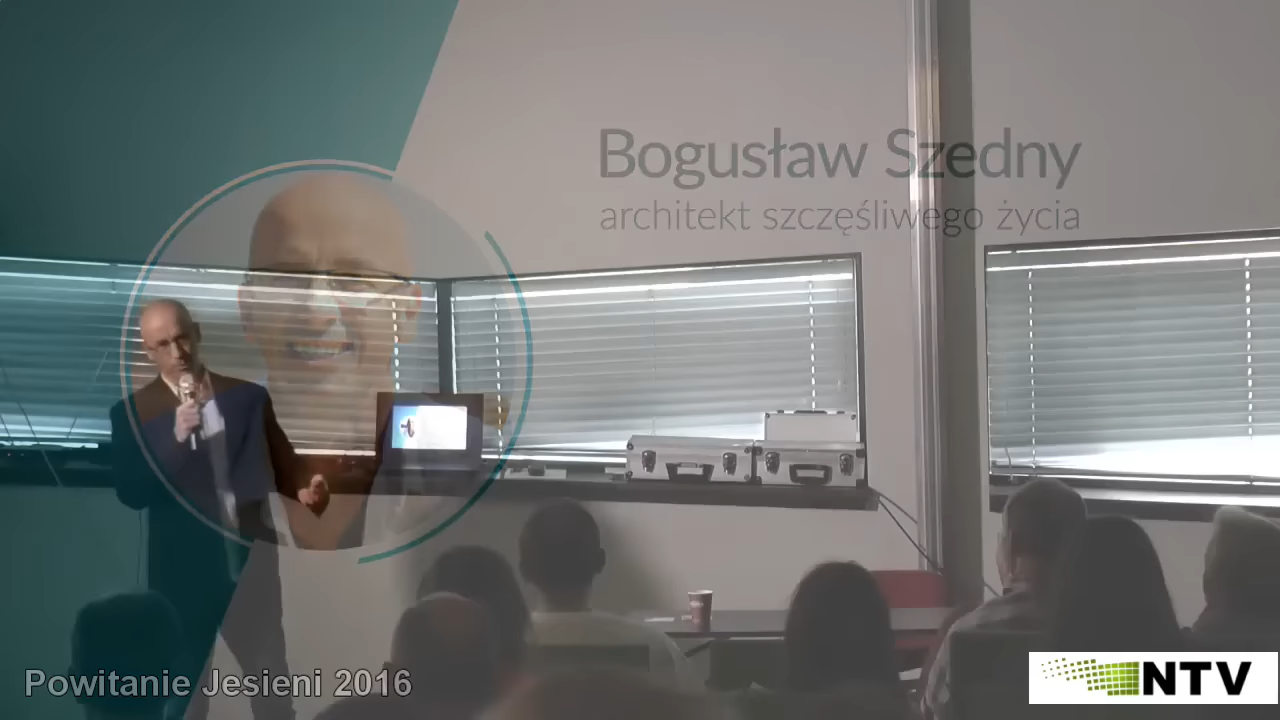 Bogusław Szedny
architekt szczęśliwego życia
Powitanie Jesieni 2016
NTV